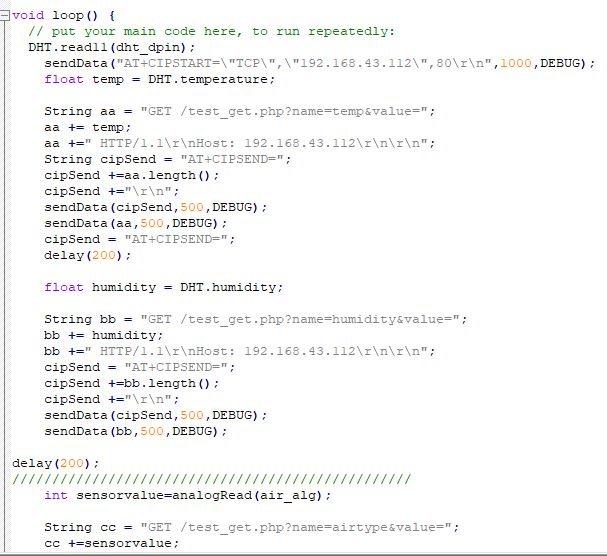 void loop() {
  // put your main code here, to run repeatedly:
  DHT.read11(dht_dpin);
    sendData("AT+CIPSTART=\"TCP\",\"192.168.43.112\",80\r\n",1000,DEBUG);
    float temp = DHT.temperature;

    String aa = "GET /test_get.php?name=temp&value=";
    aa += temp;
    aa +=" HTTP/1.1\r\nHost: 192.168.43.112\r\n\r\n";
    String cipSend = "AT+CIPSEND=";
    cipSend +=aa.length();
    cipSend +="\r\n";
    sendData(cipSend,500,DEBUG);
    sendData(aa,500,DEBUG);
    cipSend = "AT+CIPSEND=";
    delay(200);

    float humidity = DHT.humidity;

    String bb = "GET /test_get.php?name=humidity&value=";
    bb += humidity;
    bb +=" HTTP/1.1\r\nHost: 192.168.43.112\r\n\r\n";
    cipSend = "AT+CIPSEND=";
    cipSend +=bb.length();
    cipSend +="\r\n";
    sendData(cipSend,500,DEBUG);
    sendData(bb,500,DEBUG);

delay(200);
//////////////////////////////////////////////////
    int sensorvalue=analogRead(air_alg);

    String cc = "GET /test_get.php?name=airtype&value=";
    cc +=sensorvalue;